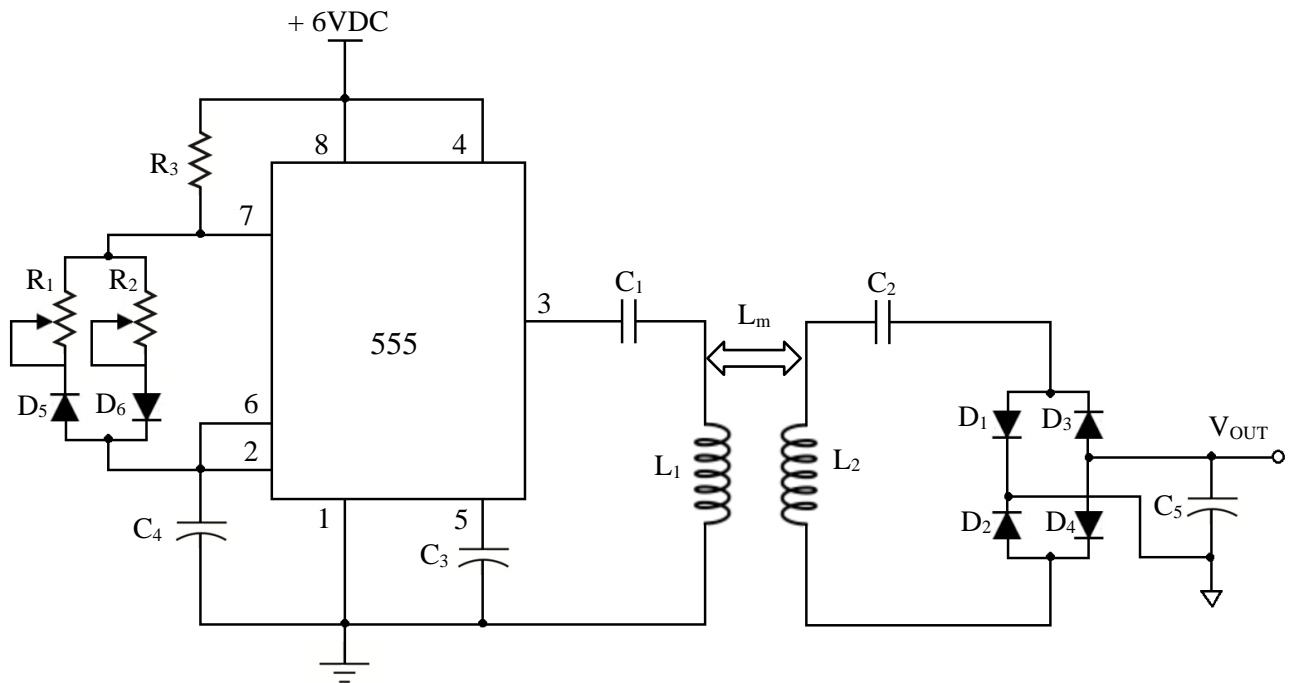 + 6VDC
8
4
R₃
7
R₁
R₂
C₁
C₂
3
Lₘ
555
D₅
D₆
6
2
D₁
D₃
V_OUT
L₁
L₂
C₄
1
5
C₃
D₂
D₄
C₅